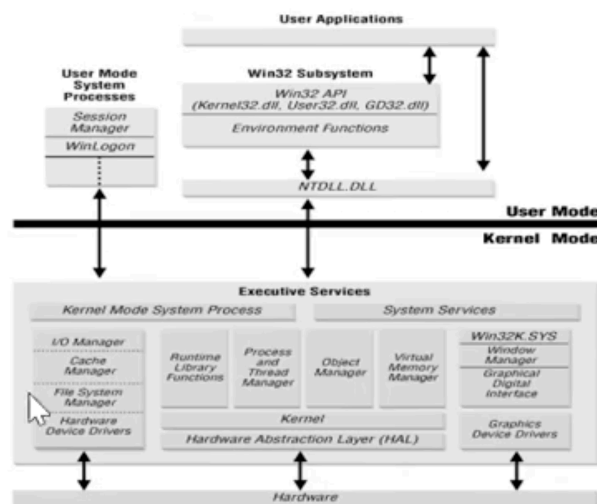 User Applications
User Mode
System
Processes
Win32 Subsystem
Session
Manager
WinLogon
Win32 API
(Kernel32.dll, User32.dll, GD32.dll)
Environment Functions
NTDLL.DLL
User Mode
Kernel Mode
Executive Services
Kernel Mode System Process
System Services
I/O Manager
Cache
Manager
File System
Manager
Hardware
Device Drivers
Runtime
Library
Functions
Process
and
Thread
Manager
Object
Manager
Virtual
Memory
Manager
Win32K.SYS
Window
Manager
Graphical
Digital
Interface
Kernel
Hardware Abstraction Layer (HAL)
Graphics
Device Drivers
Hardware